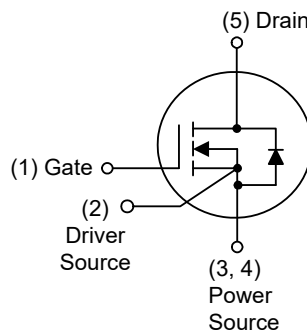 (5) Drain
(1) Gate
(2)
Driver
Source
(3, 4)
Power
Source